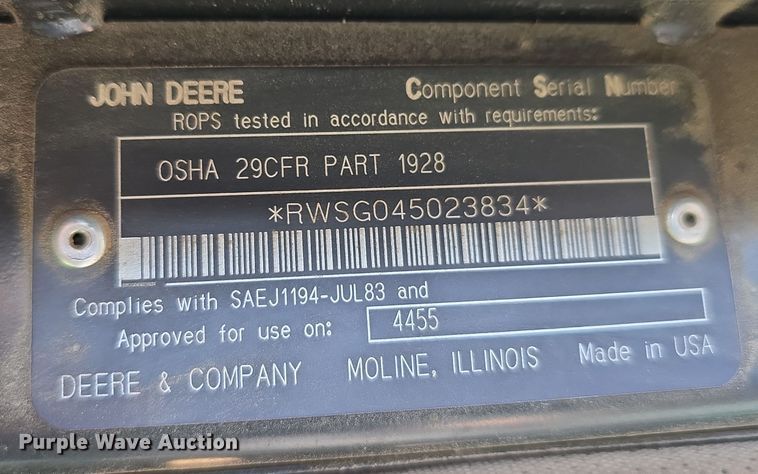 JOHN DEERE Component Serial Number
ROPS tested in accordance with requirements:
OSHA 29CFR PART 1928
*RWSG045023834*
Complies with SAEJ1194-JUL83 and
Approved for use on: 4455
DEERE & COMPANY MOLINE, ILLINOIS Made in USA
Purple Wave Auction